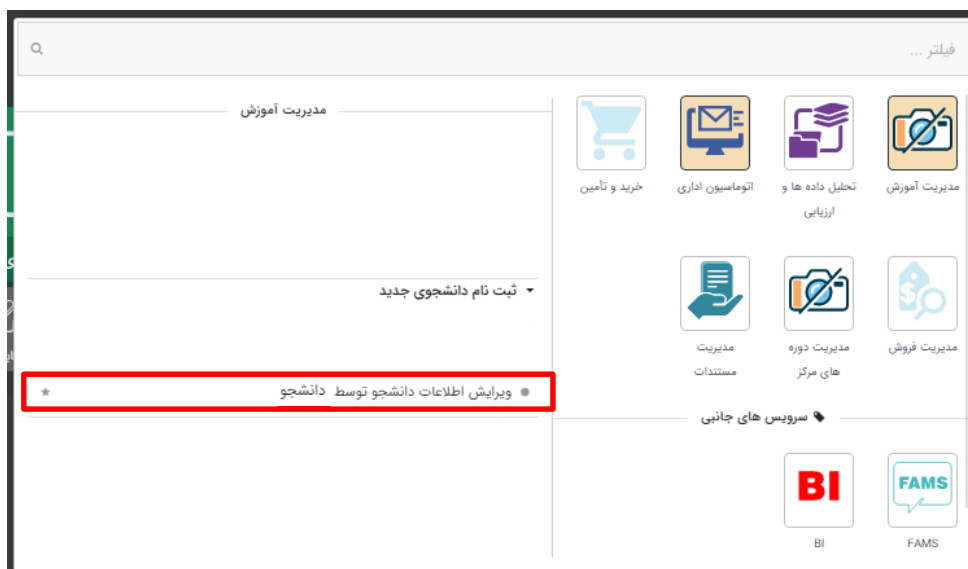 فیلتر ...
مدیریت آموزش
تحلیل داده ها و
ارزیابی
اتوماسیون اداری
خرید و تأمین
مدیریت فروش
مدیریت دوره
های مرکز
مدیریت
مستندات
سرویس های جانبی
FAMS
FAMS
BI
BI
مدیریت آموزش
ثبت نام دانشجوی جدید
ویرایش اطلاعات دانشجو توسط دانشجو